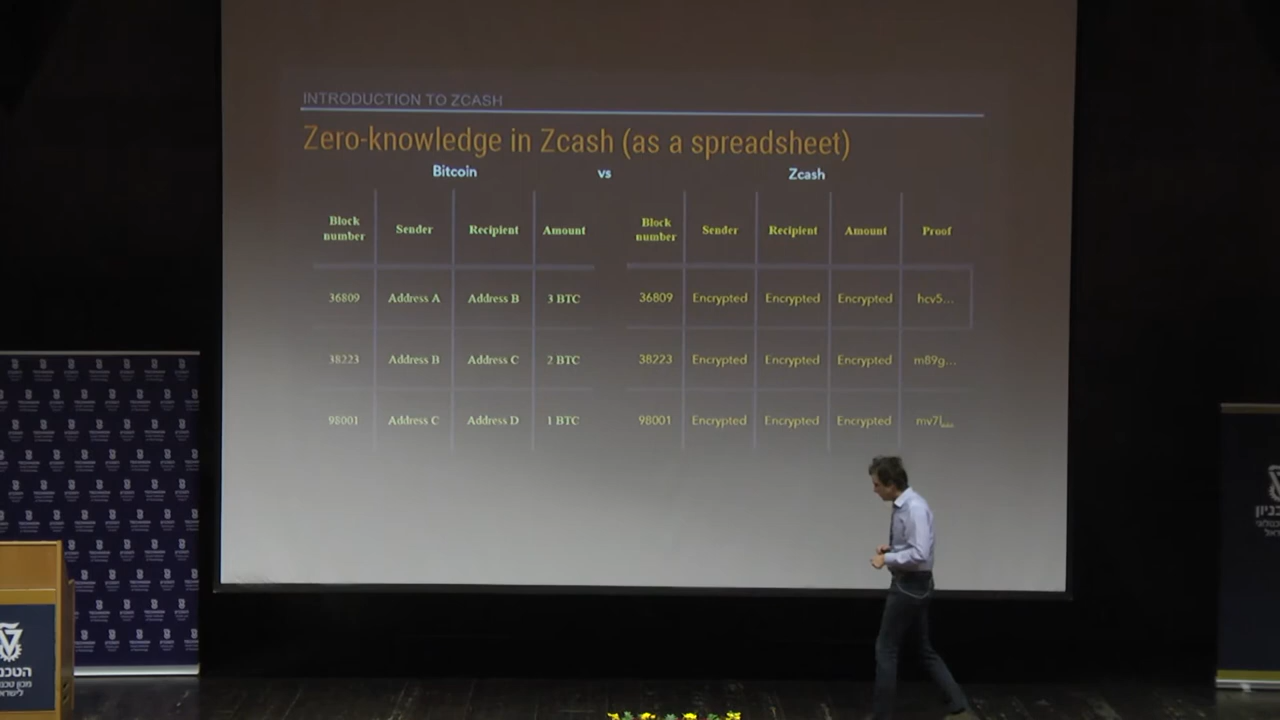 INTRODUCTION TO ZCASH
Zero-knowledge in Zcash (as a spreadsheet)
Bitcoin vs Zcash
Block number Sender Recipient Amount Block number Sender Recipient Amount Proof
36809 Address A Address B 3 BTC 36809 Encrypted Encrypted Encrypted hcv5...
38223 Address B Address C 2 BTC 38223 Encrypted Encrypted Encrypted m89g...
98001 Address C Address D 1 BTC 98001 Encrypted Encrypted Encrypted mv7l...